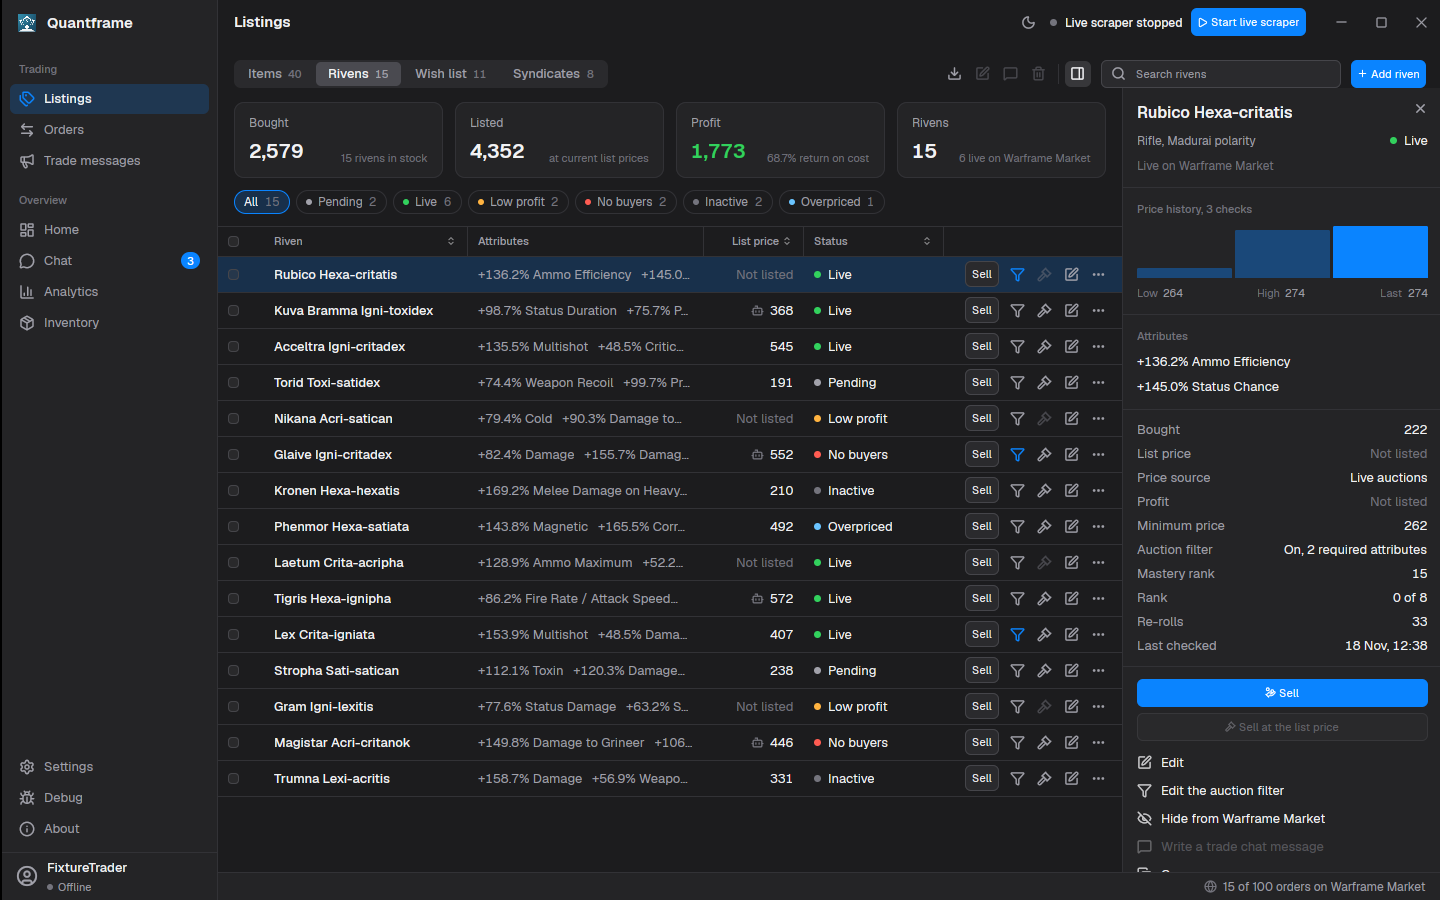 Quantframe
Listings
Live scraper stopped
Start live scraper
Trading
Listings
Orders
Trade messages
Overview
Home
Chat 3
Analytics
Inventory
Settings
Debug
About
FixtureTrader
Offline
Items 40 Rivens 15 Wish list 11 Syndicates 8
Search rivens
+ Add riven
Bought
2,579 15 rivens in stock
Listed
4,352 at current list prices
Profit
1,773 68.7% return on cost
Rivens
15 6 live on Warframe Market
All 15 Pending 2 Live 6 Low profit 2 No buyers 2 Inactive 2 Overpriced 1
Riven Attributes List price Status
Rubico Hexa-critatis +136.2% Ammo Efficiency +145.0... Not listed Live Sell
Kuva Bramma Igni-toxidex +98.7% Status Duration +75.7% P... 368 Live Sell
Acceltra Igni-critadex +135.5% Multishot +48.5% Critic... 545 Live Sell
Torid Toxi-satidex +74.4% Weapon Recoil +99.7% Pr... 191 Pending Sell
Nikana Acri-satican +79.4% Cold +90.3% Damage to... Not listed Low profit Sell
Glaive Igni-critadex +82.4% Damage +155.7% Damag... 552 No buyers Sell
Kronen Hexa-hexatis +169.2% Melee Damage on Heavy... 210 Inactive Sell
Phenmor Hexa-satiata +143.8% Magnetic +165.5% Corr... 492 Overpriced Sell
Laetum Crita-acripha +128.9% Ammo Maximum +52.2... Not listed Live Sell
Tigris Hexa-ignipha +86.2% Fire Rate / Attack Speed... 572 Live Sell
Lex Crita-igniata +153.9% Multishot +48.5% Dama... 407 Live Sell
Stropha Sati-satican +112.1% Toxin +120.3% Damage... 238 Pending Sell
Gram Igni-lexitis +77.6% Status Damage +63.2% S... Not listed Low profit Sell
Magistar Acri-critanok +149.8% Damage to Grineer +106... 446 No buyers Sell
Trumna Lexi-acritis +158.7% Damage +56.9% Weapo... 331 Inactive Sell
Rubico Hexa-critatis
Rifle, Madurai polarity Live
Live on Warframe Market
Price history, 3 checks
Low 264 High 274 Last 274
Attributes
+136.2% Ammo Efficiency
+145.0% Status Chance
Bought 222
List price Not listed
Price source Live auctions
Profit Not listed
Minimum price 262
Auction filter On, 2 required attributes
Mastery rank 15
Rank 0 of 8
Re-rolls 33
Last checked 18 Nov, 12:38
Sell
Sell at the list price
Edit
Edit the auction filter
Hide from Warframe Market
Write a trade chat message
15 of 100 orders on Warframe Market